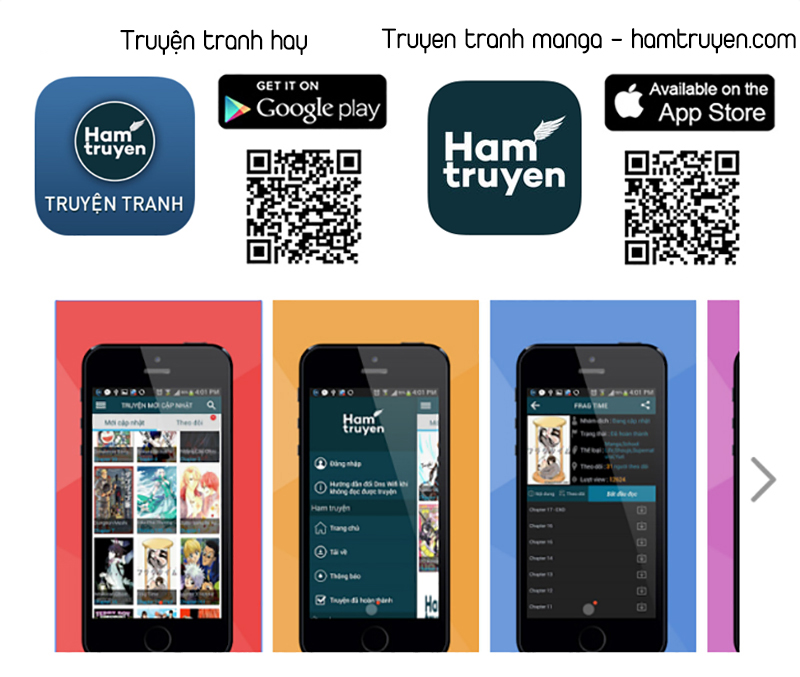 Truyện tranh hay
Truyen tranh manga - hamtruyen.com
Ham
truyen
TRUYỆN TRANH
GET IT ON
Google play
Ham
truyen
Available on the
App Store
4:01 PM
TRUYỆN MỚI CẬP NHẬT
Mới cập nhật
Theo dõi
4:01 PM
Ham
truyen
Đăng nhập
Hướng dẫn đổi Dns Wifi khi
không đọc được truyện
Ham truyện
Trang chủ
Tải về
Thông báo
Truyện đã hoàn thành
4:01 PM
FRAG TIME
Nhóm dịch : Đang cập nhật
Trạng thái : Đã hoàn thành
Thể loại :
Theo dõi : 31 người theo dõi
Lượt view : 12624
Nội dung
Theo dõi
Bắt đầu đọc
Chapter 17 - END
Chapter 16
Chapter 15
Chapter 14
Chapter 13
Chapter 12
Chapter 11